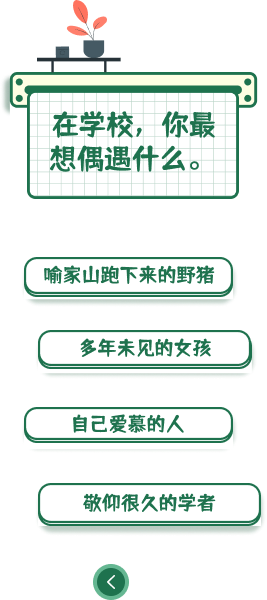 在学校，你最
想偶遇什么。
喻家山跑下来的野猪
多年未见的女孩
自己爱慕的人
敬仰很久的学者